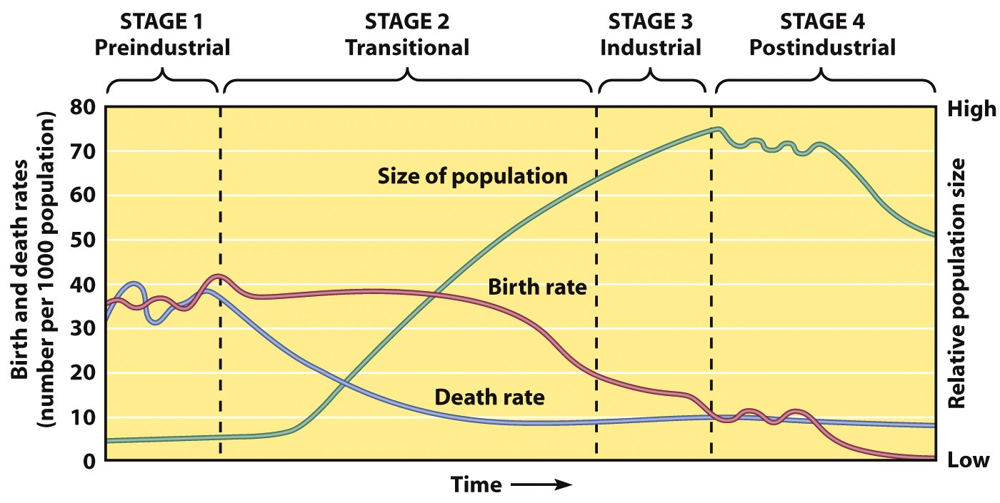 STAGE 1
Preindustrial
STAGE 2
Transitional
STAGE 3
Industrial
STAGE 4
Postindustrial
Birth and death rates
(number per 1000 population)
80
70
60
50
40
30
20
10
0
Size of population
Birth rate
Death rate
High
Relative population size
Low
Time